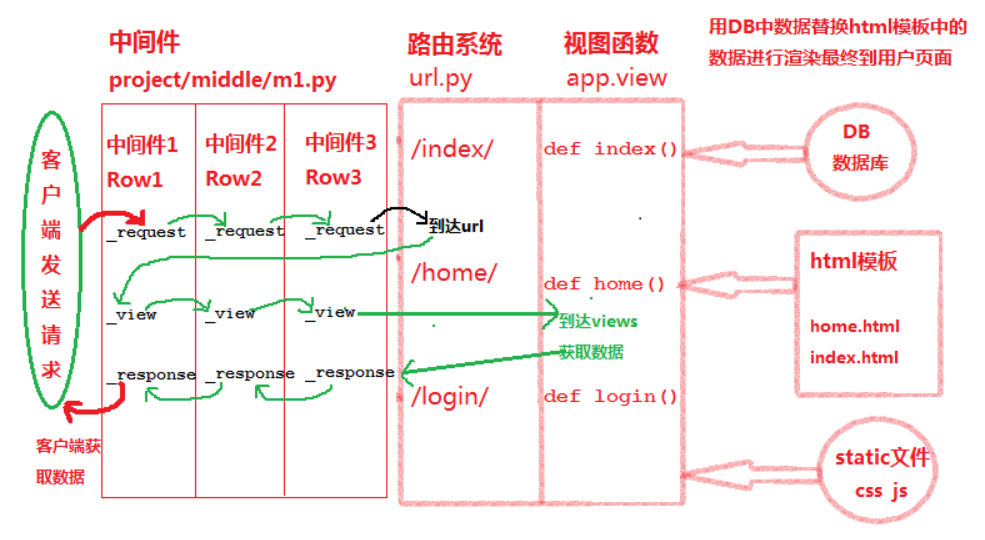 中间件
project/middle/m1.py
路由系统
url.py
视图函数
app.view
用DB中数据替换html模板中的
数据进行渲染最终到用户页面
客户端发送请求
中间件1
Row1
中间件2
Row2
中间件3
Row3
/index/
def index()
DB
数据库
_request
_request
_request
到达url
/home/
def home()
html模板
home.html
index.html
_view
_view
_view
到达views
获取数据
_response
_response
_response
/login/
def login()
客户端获
取数据
static文件
css js